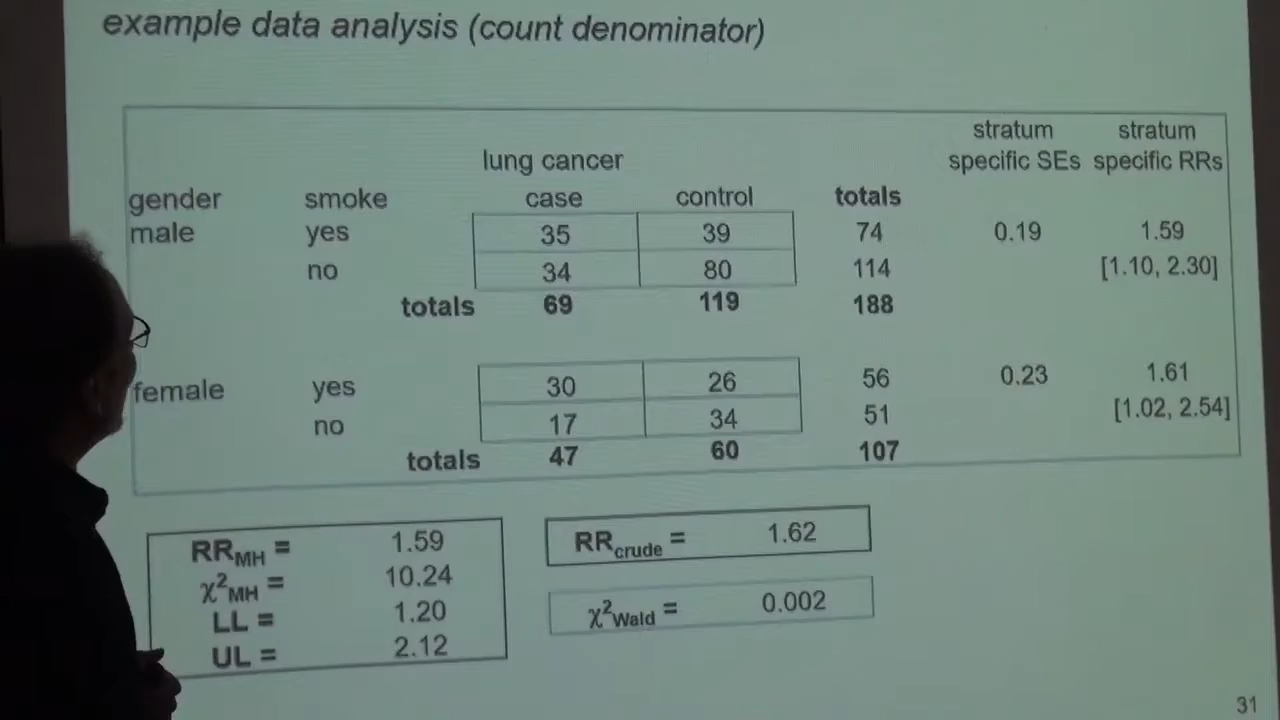 example data analysis (count denominator)
stratum stratum
lung cancer specific SEs specific RRs
gender smoke case control totals
male yes 35 39 74 0.19 1.59
no 34 80 114 [1.10, 2.30]
totals 69 119 188
female yes 30 26 56 0.23 1.61
no 17 34 51 [1.02, 2.54]
totals 47 60 107
RRMH = 1.59
χ2MH = 10.24
LL = 1.20
UL = 2.12
RRcrude = 1.62
χ2Wald = 0.002
31